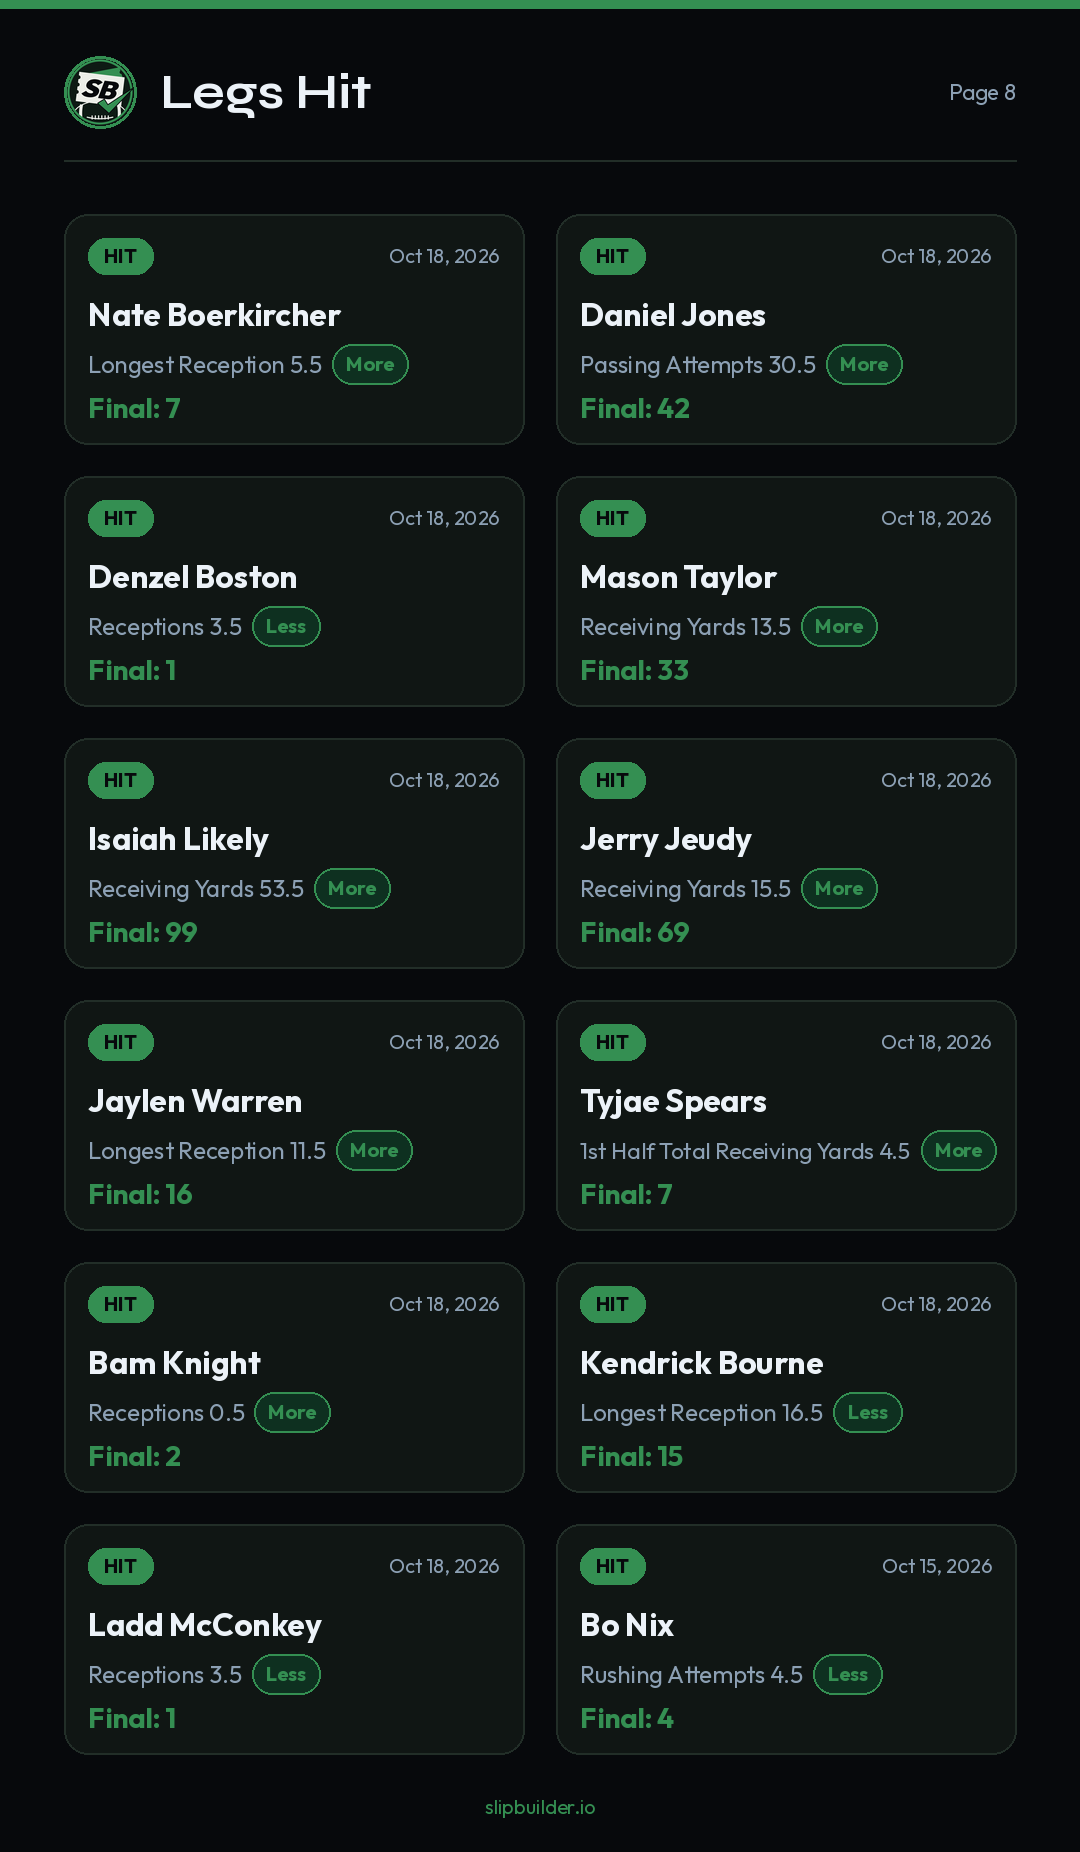 SB
Legs Hit
Page 8
HIT
Oct 18, 2026
Nate Boerkircher
Longest Reception 5.5 More
Final: 7
HIT
Oct 18, 2026
Daniel Jones
Passing Attempts 30.5 More
Final: 42
HIT
Oct 18, 2026
Denzel Boston
Receptions 3.5 Less
Final: 1
HIT
Oct 18, 2026
Mason Taylor
Receiving Yards 13.5 More
Final: 33
HIT
Oct 18, 2026
Isaiah Likely
Receiving Yards 53.5 More
Final: 99
HIT
Oct 18, 2026
Jerry Jeudy
Receiving Yards 15.5 More
Final: 69
HIT
Oct 18, 2026
Jaylen Warren
Longest Reception 11.5 More
Final: 16
HIT
Oct 18, 2026
Tyjae Spears
1st Half Total Receiving Yards 4.5 More
Final: 7
HIT
Oct 18, 2026
Bam Knight
Receptions 0.5 More
Final: 2
HIT
Oct 18, 2026
Kendrick Bourne
Longest Reception 16.5 Less
Final: 15
HIT
Oct 18, 2026
Ladd McConkey
Receptions 3.5 Less
Final: 1
HIT
Oct 15, 2026
Bo Nix
Rushing Attempts 4.5 Less
Final: 4
slipbuilder.io